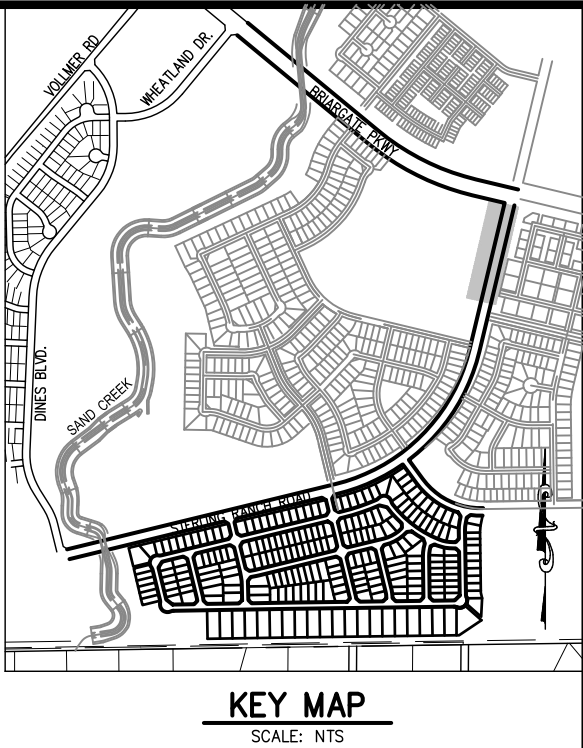 VOLLMER RD
WHEATLAND DR.
BRIARGATE PKWY
DINES BLVD.
SAND CREEK
STERLING RANCH ROAD
KEY MAP
SCALE: NTS